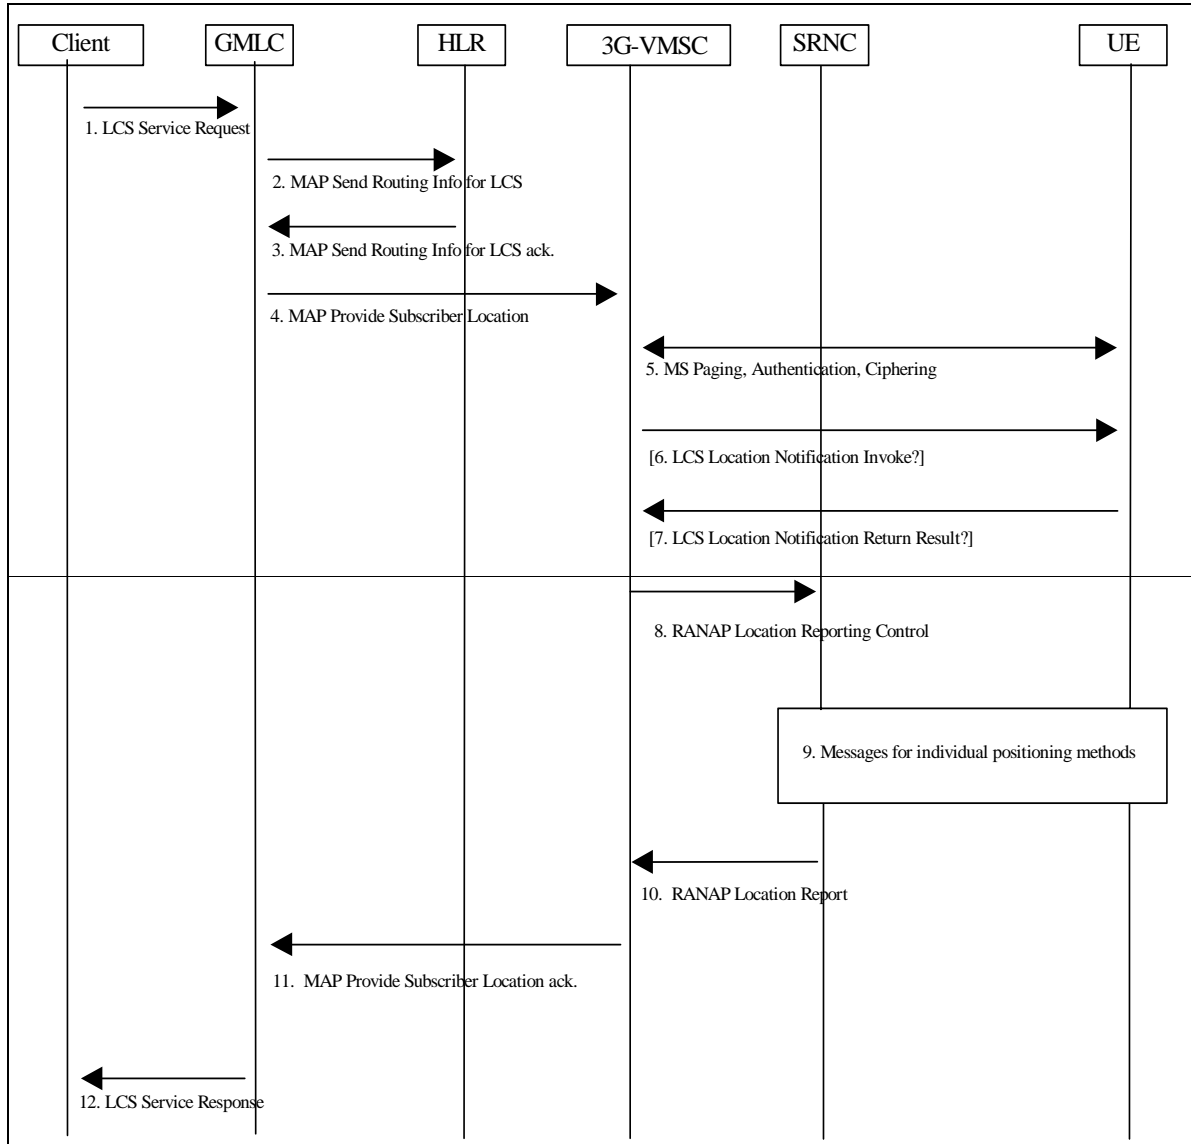 Client
GMLC
HLR
3G-VMSC
SRNC
UE
1. LCS Service Request
2. MAP Send Routing Info for LCS
3. MAP Send Routing Info for LCS ack.
4. MAP Provide Subscriber Location
5. MS Paging, Authentication, Ciphering
[6. LCS Location Notification Invoke?]
[7. LCS Location Notification Return Result?]
8. RANAP Location Reporting Control
9. Messages for individual positioning methods
10. RANAP Location Report
11. MAP Provide Subscriber Location ack.
12. LCS Service Response